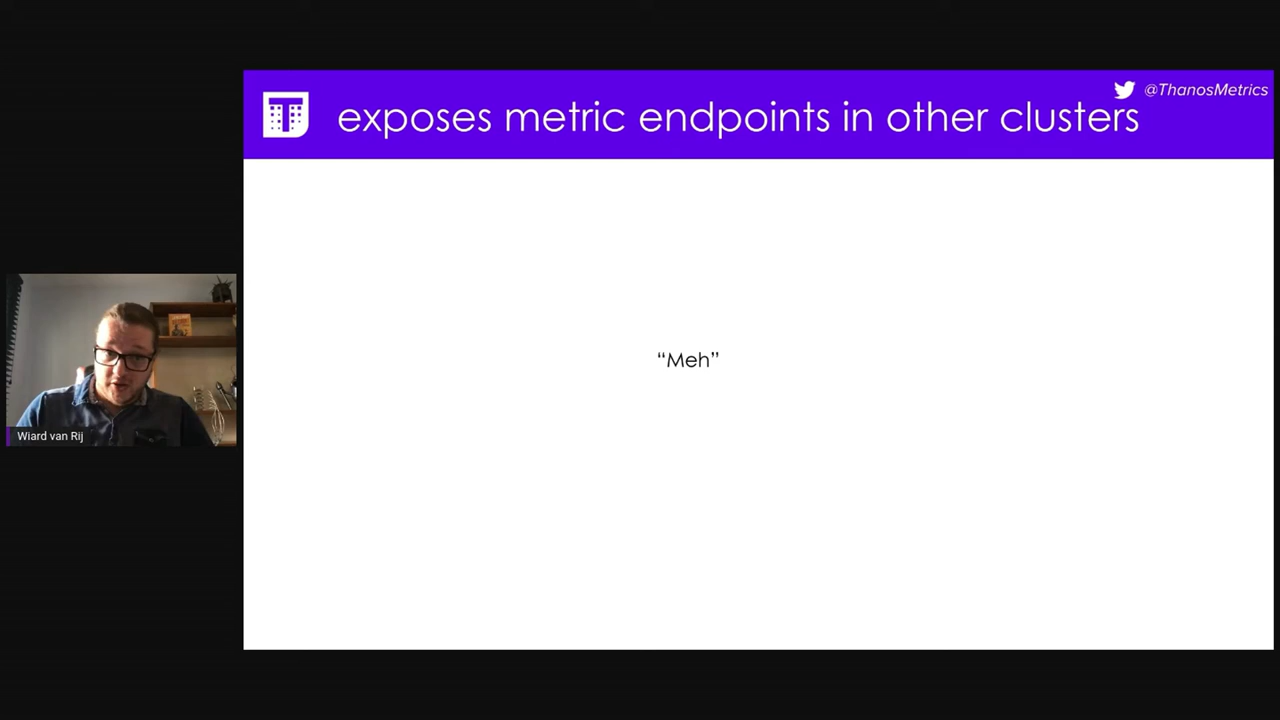 @ThanosMetrics
T exposes metric endpoints in other clusters
“Meh”
Wiard van Rij